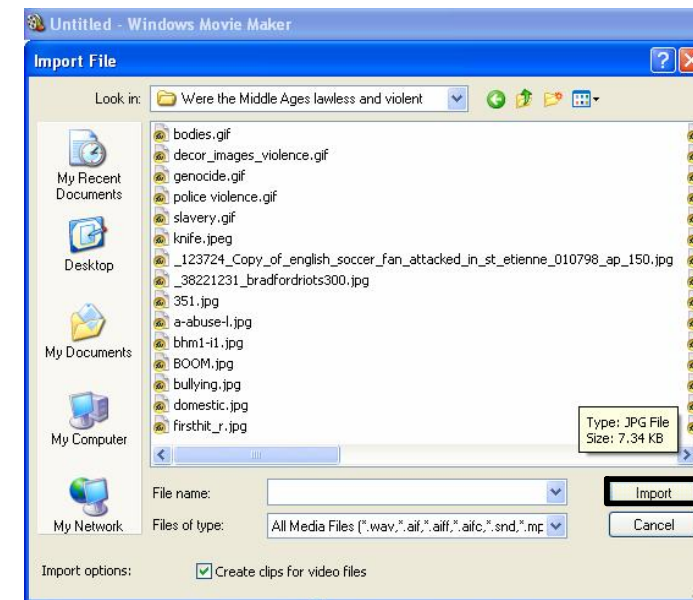 Untitled - Windows Movie Maker
Import File
?
Look in:
Were the Middle Ages lawless and violent
bodies.gif
decor_images_violence.gif
genocide.gif
police violence.gif
slavery.gif
knife.jpeg
_123724_Copy_of_english_soccer_fan_attacked_in_st_etienne_010798_ap_150.jpg
_38221231_bradfordriots300.jpg
351.jpg
a-abuse-l.jpg
bhm1-i1.jpg
BOOM.jpg
bullying.jpg
domestic.jpg
firsthit_r.jpg
My Recent
Documents
Desktop
My Documents
My Computer
My Network
Type: JPG File
Size: 7.34 KB
File name:
Import
Files of type:
All Media Files (*.wav,*.aif,*.aiff,*.aifc,*.snd,*.mp
Cancel
Import options:
Create clips for video files